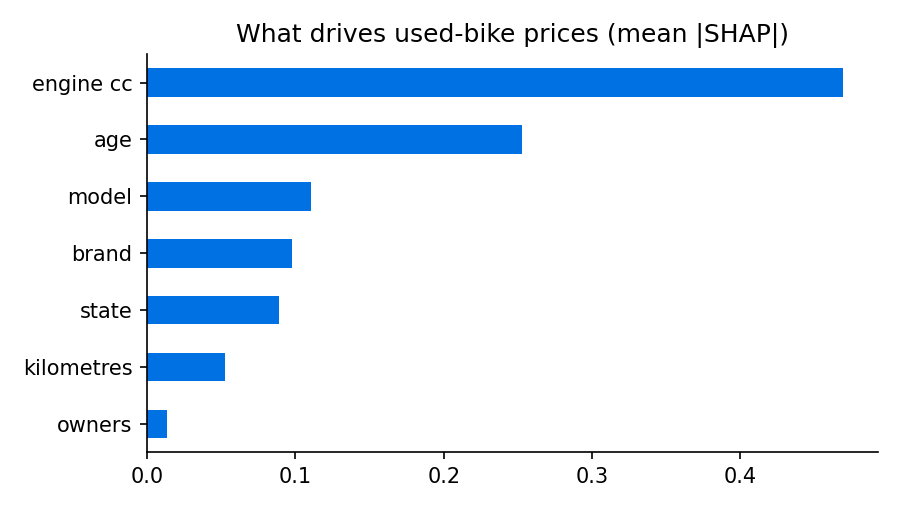 What drives used-bike prices (mean |SHAP|)
engine cc
age
model
brand
state
kilometres
owners
0.0 0.1 0.2 0.3 0.4